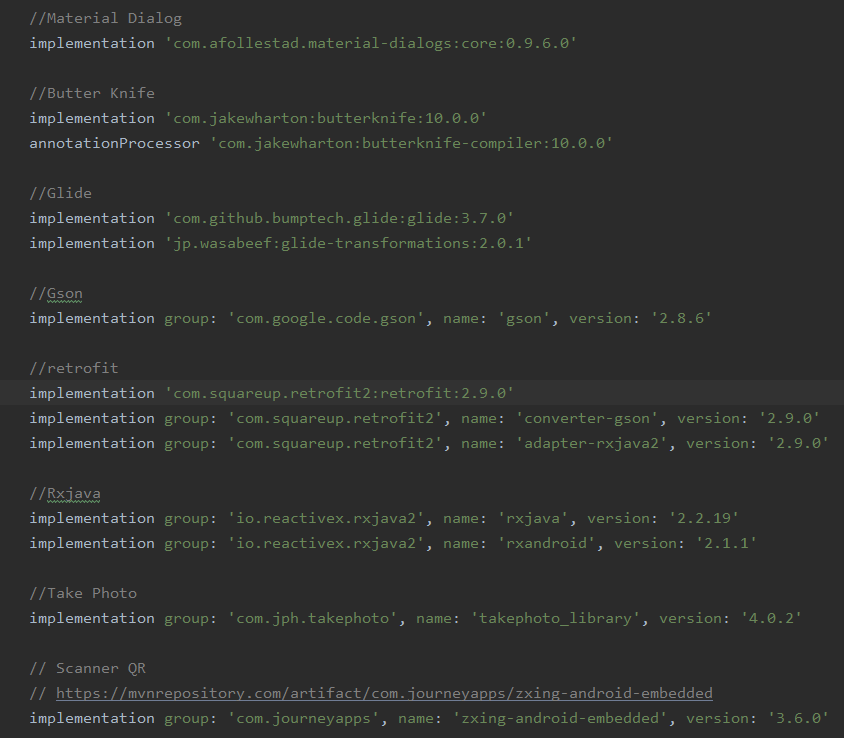 //Material Dialog
implementation 'com.afollestad.material-dialogs:core:0.9.6.0'
//Butter Knife
implementation 'com.jakewharton:butterknife:10.0.0'
annotationProcessor 'com.jakewharton:butterknife-compiler:10.0.0'
//Glide
implementation 'com.github.bumptech.glide:glide:3.7.0'
implementation 'jp.wasabeef:glide-transformations:2.0.1'
//Gson
implementation group: 'com.google.code.gson', name: 'gson', version: '2.8.6'
//retrofit
implementation 'com.squareup.retrofit2:retrofit:2.9.0'
implementation group: 'com.squareup.retrofit2', name: 'converter-gson', version: '2.9.0'
implementation group: 'com.squareup.retrofit2', name: 'adapter-rxjava2', version: '2.9.0'
//Rxjava
implementation group: 'io.reactivex.rxjava2', name: 'rxjava', version: '2.2.19'
implementation group: 'io.reactivex.rxjava2', name: 'rxandroid', version: '2.1.1'
//Take Photo
implementation group: 'com.jph.takephoto', name: 'takephoto_library', version: '4.0.2'
// Scanner QR
// https://mvnrepository.com/artifact/com.journeyapps/zxing-android-embedded
implementation group: 'com.journeyapps', name: 'zxing-android-embedded', version: '3.6.0'